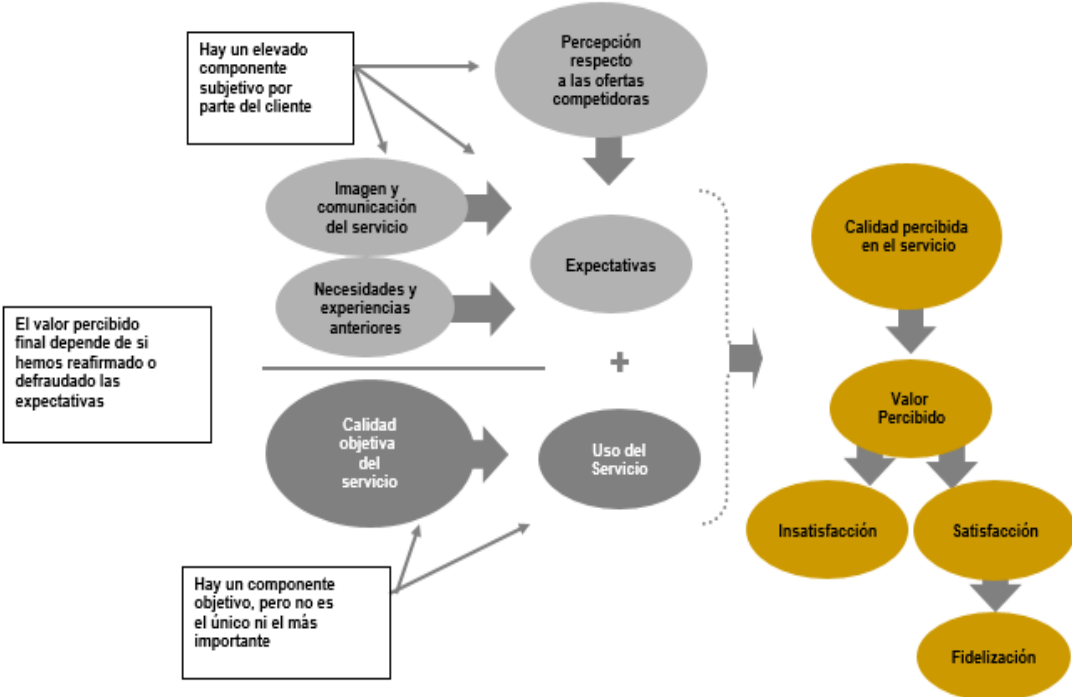 Hay un elevado
componente
subjetivo por
parte del cliente
Percepción
respecto
a las ofertas
competidoras
Imagen y
comunicación
del servicio
Necesidades y
experiencias
anteriores
Expectativas
El valor percibido
final depende de si
hemos reafirmado o
defraudado las
expectativas
+
Calidad
objetiva
del
servicio
Uso del
Servicio
Hay un componente
objetivo, pero no es
el único ni el más
importante
Calidad percibida
en el servicio
Valor
Percibido
Insatisfacción
Satisfacción
Fidelización